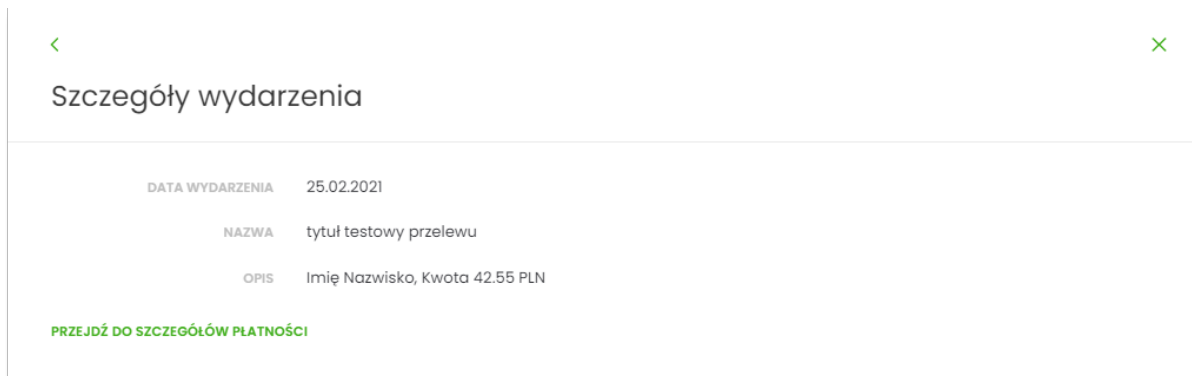 Szczegóły wydarzenia
DATA WYDARZENIA 25.02.2021
NAZWA tytuł testowy przelewu
OPIS Imię Nazwisko, Kwota 42.55 PLN
PRZEJDŹ DO SZCZEGÓŁÓW PŁATNOŚCI